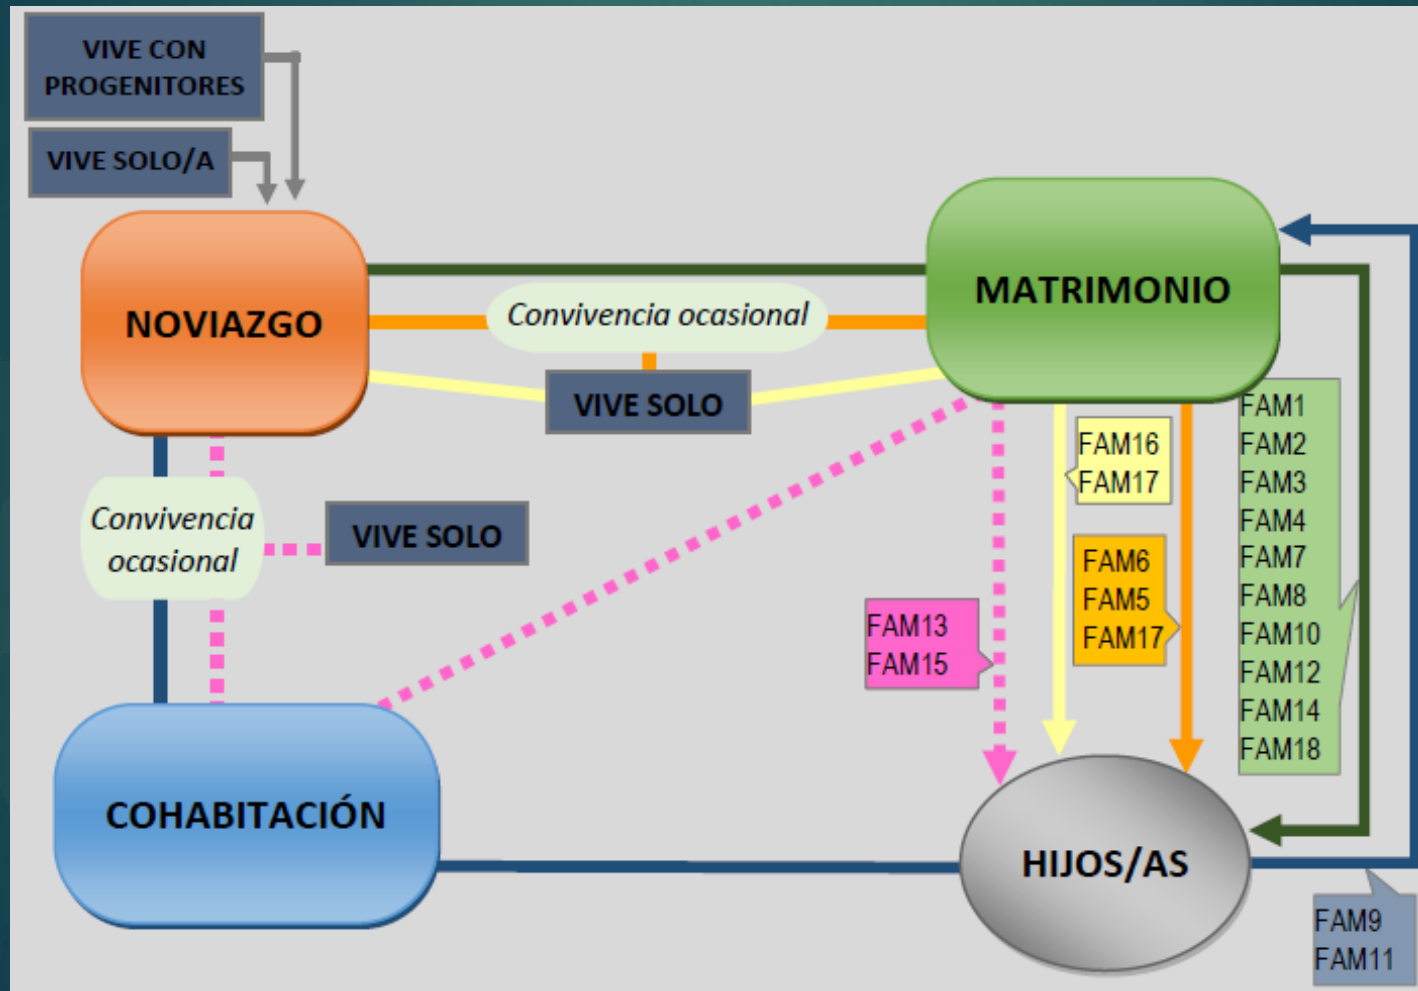 VIVE CON
PROGENITORES
VIVE SOLO/A
NOVIAZGO
MATRIMONIO
Convivencia ocasional
VIVE SOLO
Convivencia
ocasional
VIVE SOLO
COHABITACIÓN
HIJOS/AS
FAM16
FAM17
FAM6
FAM5
FAM17
FAM13
FAM15
FAM1
FAM2
FAM3
FAM4
FAM7
FAM8
FAM10
FAM12
FAM14
FAM18
FAM9
FAM11